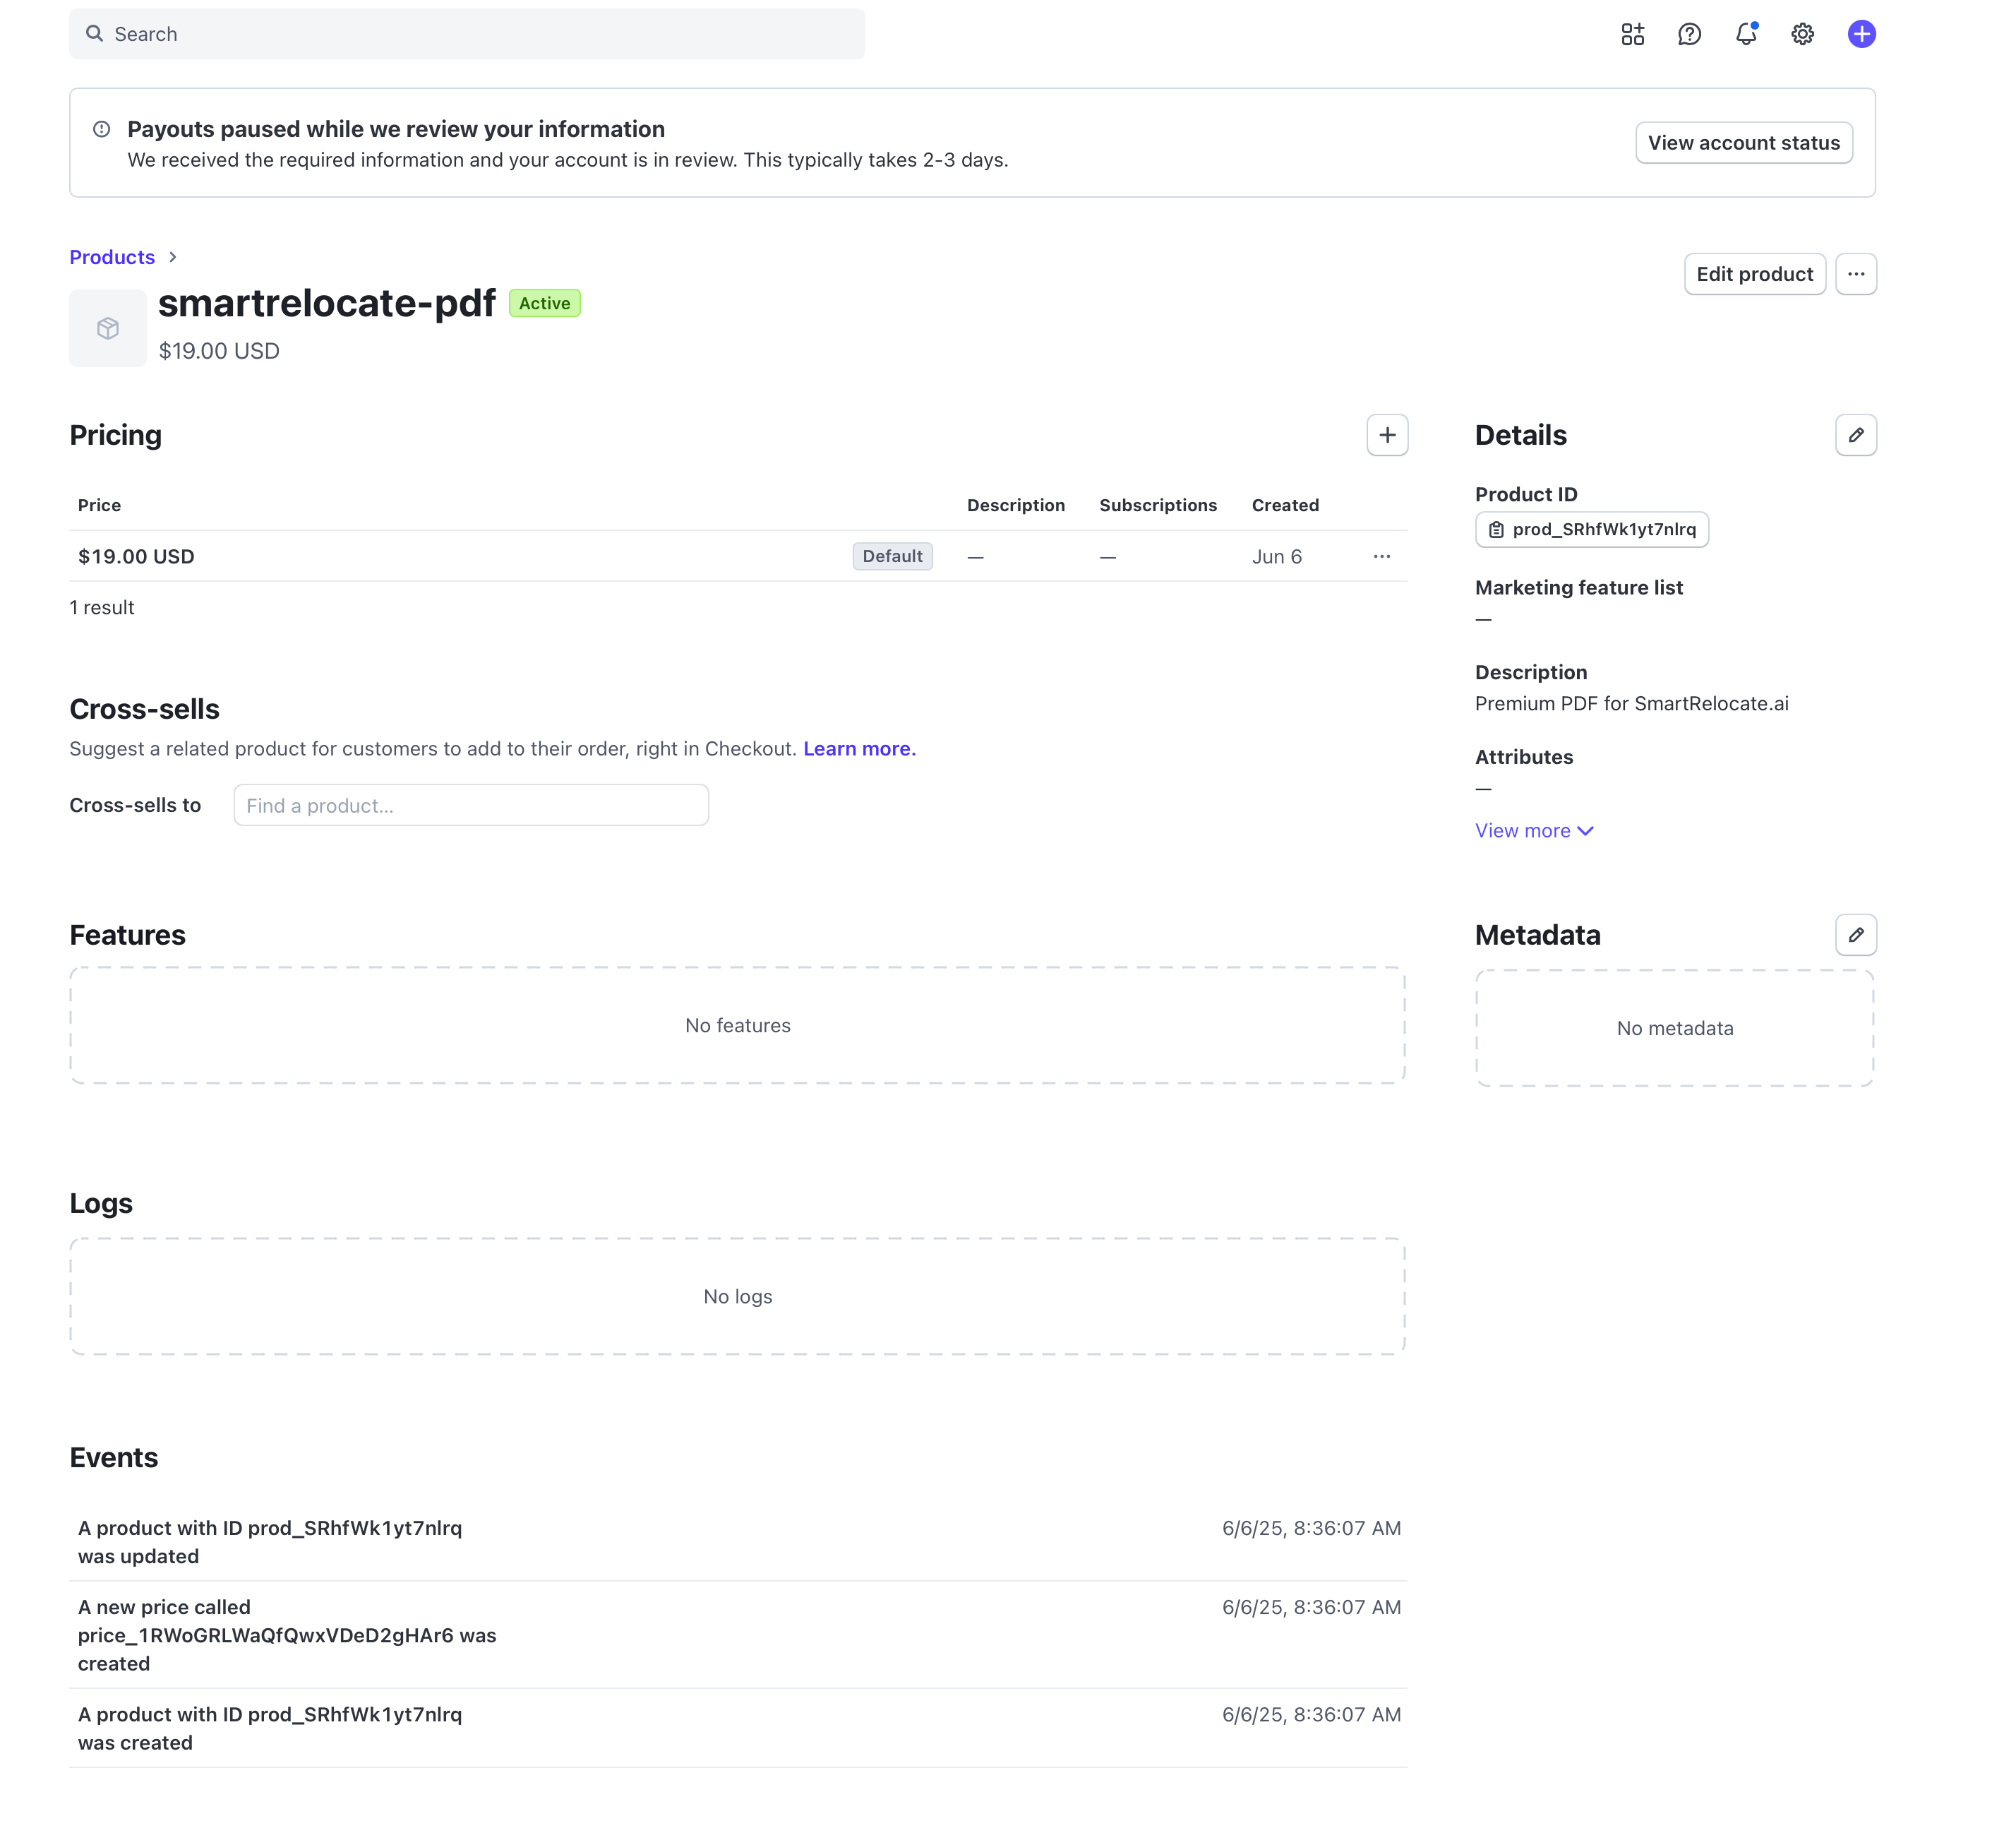 Search
Payouts paused while we review your information
We received the required information and your account is in review. This typically takes 2-3 days.
View account status
Products
Edit product
smartrelocate-pdf
Active
$19.00 USD
Pricing
Price Description Subscriptions Created
$19.00 USD Default — — Jun 6
1 result
Cross-sells
Suggest a related product for customers to add to their order, right in Checkout. Learn more.
Cross-sells to
Find a product...
Features
No features
Logs
No logs
Events
A product with ID prod_SRhfWk1yt7nlrq
was updated
6/6/25, 8:36:07 AM
A new price called
price_1RWoGRLWaQfQwxVDeD2gHAr6 was
created
6/6/25, 8:36:07 AM
A product with ID prod_SRhfWk1yt7nlrq
was created
6/6/25, 8:36:07 AM
Details
Product ID
prod_SRhfWk1yt7nlrq
Marketing feature list
—
Description
Premium PDF for SmartRelocate.ai
Attributes
—
View more
Metadata
No metadata